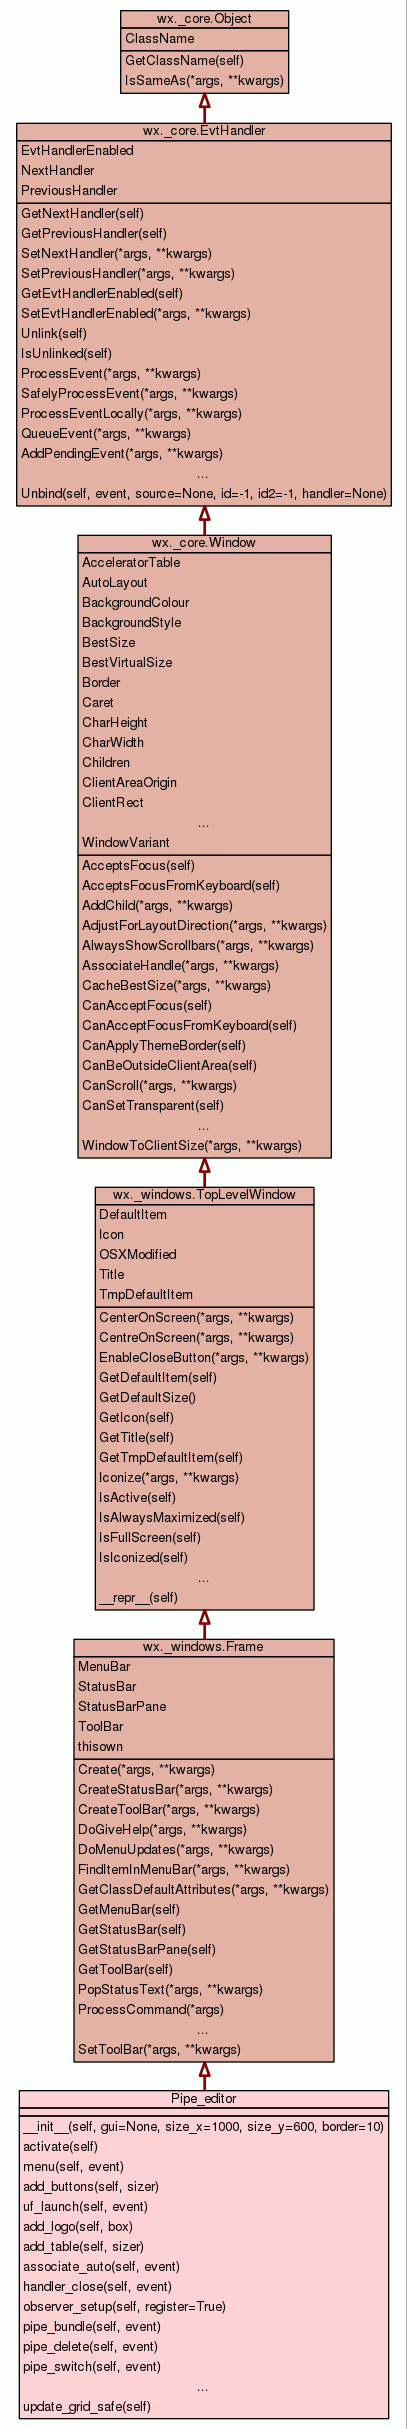 wx._core.Object
ClassName
GetClassName(self)
IsSameAs(*args, **kwargs)
wx._core.EvtHandler
EvtHandlerEnabled
NextHandler
PreviousHandler
GetNextHandler(self)
GetPreviousHandler(self)
SetNextHandler(*args, **kwargs)
SetPreviousHandler(*args, **kwargs)
GetEvtHandlerEnabled(self)
SetEvtHandlerEnabled(*args, **kwargs)
Unlink(self)
IsUnlinked(self)
ProcessEvent(*args, **kwargs)
SafelyProcessEvent(*args, **kwargs)
ProcessEventLocally(*args, **kwargs)
QueueEvent(*args, **kwargs)
AddPendingEvent(*args, **kwargs)
...
Unbind(self, event, source=None, id=-1, id2=-1, handler=None)
wx._core.Window
AcceleratorTable
AutoLayout
BackgroundColour
BackgroundStyle
BestSize
BestVirtualSize
Border
Caret
CharHeight
CharWidth
Children
ClientAreaOrigin
ClientRect
...
WindowVariant
AcceptsFocus(self)
AcceptsFocusFromKeyboard(self)
AddChild(*args, **kwargs)
AdjustForLayoutDirection(*args, **kwargs)
AlwaysShowScrollbars(*args, **kwargs)
AssociateHandle(*args, **kwargs)
CacheBestSize(*args, **kwargs)
CanAcceptFocus(self)
CanAcceptFocusFromKeyboard(self)
CanApplyThemeBorder(self)
CanBeOutsideClientArea(self)
CanScroll(*args, **kwargs)
CanSetTransparent(self)
...
WindowToClientSize(*args, **kwargs)
wx._windows.TopLevelWindow
DefaultItem
Icon
OSXModified
Title
TmpDefaultItem
CenterOnScreen(*args, **kwargs)
CentreOnScreen(*args, **kwargs)
EnableCloseButton(*args, **kwargs)
GetDefaultItem(self)
GetDefaultSize()
GetIcon(self)
GetTitle(self)
GetTmpDefaultItem(self)
Iconize(*args, **kwargs)
IsActive(self)
IsAlwaysMaximized(self)
IsFullScreen(self)
IsIconized(self)
...
__repr__(self)
wx._windows.Frame
MenuBar
StatusBar
StatusBarPane
ToolBar
thisown
Create(*args, **kwargs)
CreateStatusBar(*args, **kwargs)
CreateToolBar(*args, **kwargs)
DoGiveHelp(*args, **kwargs)
DoMenuUpdates(*args, **kwargs)
FindItemInMenuBar(*args, **kwargs)
GetClassDefaultAttributes(*args, **kwargs)
GetMenuBar(self)
GetStatusBar(self)
GetStatusBarPane(self)
GetToolBar(self)
PopStatusText(*args, **kwargs)
ProcessCommand(*args)
...
SetToolBar(*args, **kwargs)
Pipe_editor
__init__(self, gui=None, size_x=1000, size_y=600, border=10)
activate(self)
menu(self, event)
add_buttons(self, sizer)
uf_launch(self, event)
add_logo(self, box)
add_table(self, sizer)
associate_auto(self, event)
handler_close(self, event)
observer_setup(self, register=True)
pipe_bundle(self, event)
pipe_delete(self, event)
pipe_switch(self, event)
...
update_grid_safe(self)